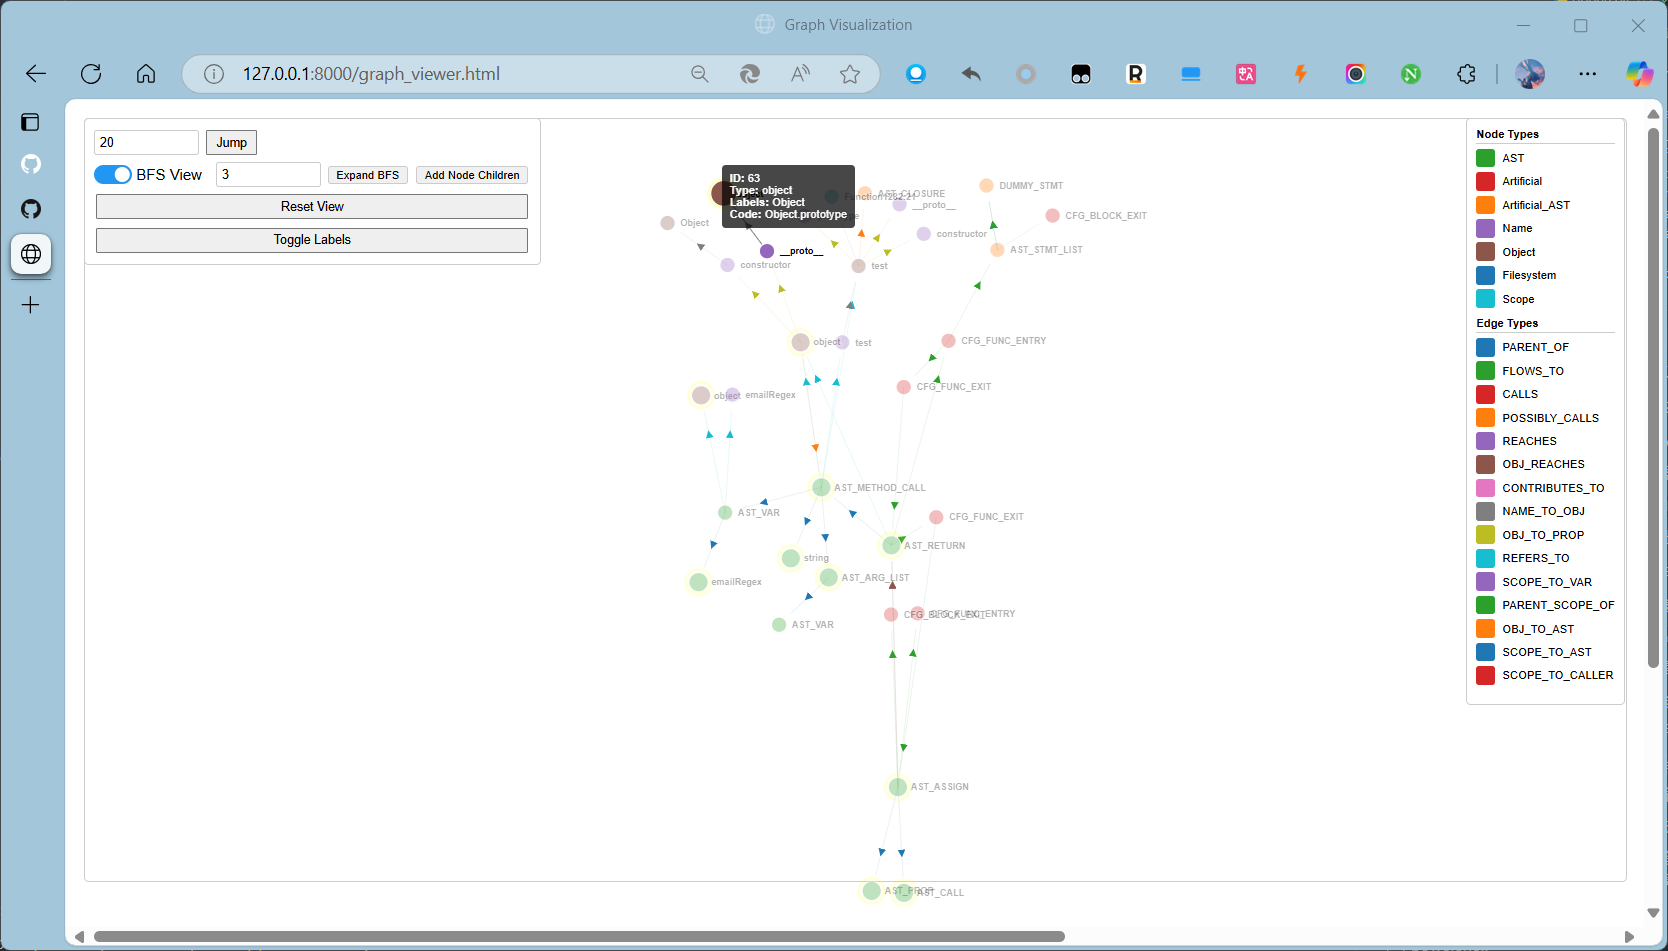 Graph Visualization
127.0.0.1:8000/graph_viewer.html
20
Jump
BFS View
3
Expand BFS
Add Node Children
Reset View
Toggle Labels
ID: 63
Type: object
Labels: Object
Code: Object.prototype
AST_CLOSURE
__proto__
DUMMY_STMT
CFG_BLOCK_EXIT
Object
constructor
__proto__
AST_STMT_LIST
constructor
test
object
test
CFG_FUNC_ENTRY
CFG_FUNC_EXIT
object
emailRegex
AST_METHOD_CALL
AST_VAR
CFG_FUNC_EXIT
AST_RETURN
string
AST_ARG_LIST
emailRegex
CFG_BLOCK_EXIT
CFG_FUNC_ENTRY
AST_VAR
AST_ASSIGN
AST_PROP
AST_CALL
Node Types
AST
Artificial
Artificial_AST
Name
Object
Filesystem
Scope
Edge Types
PARENT_OF
FLOWS_TO
CALLS
POSSIBLY_CALLS
REACHES
OBJ_REACHES
CONTRIBUTES_TO
NAME_TO_OBJ
OBJ_TO_PROP
REFERS_TO
SCOPE_TO_VAR
PARENT_SCOPE_OF
OBJ_TO_AST
SCOPE_TO_AST
SCOPE_TO_CALLER